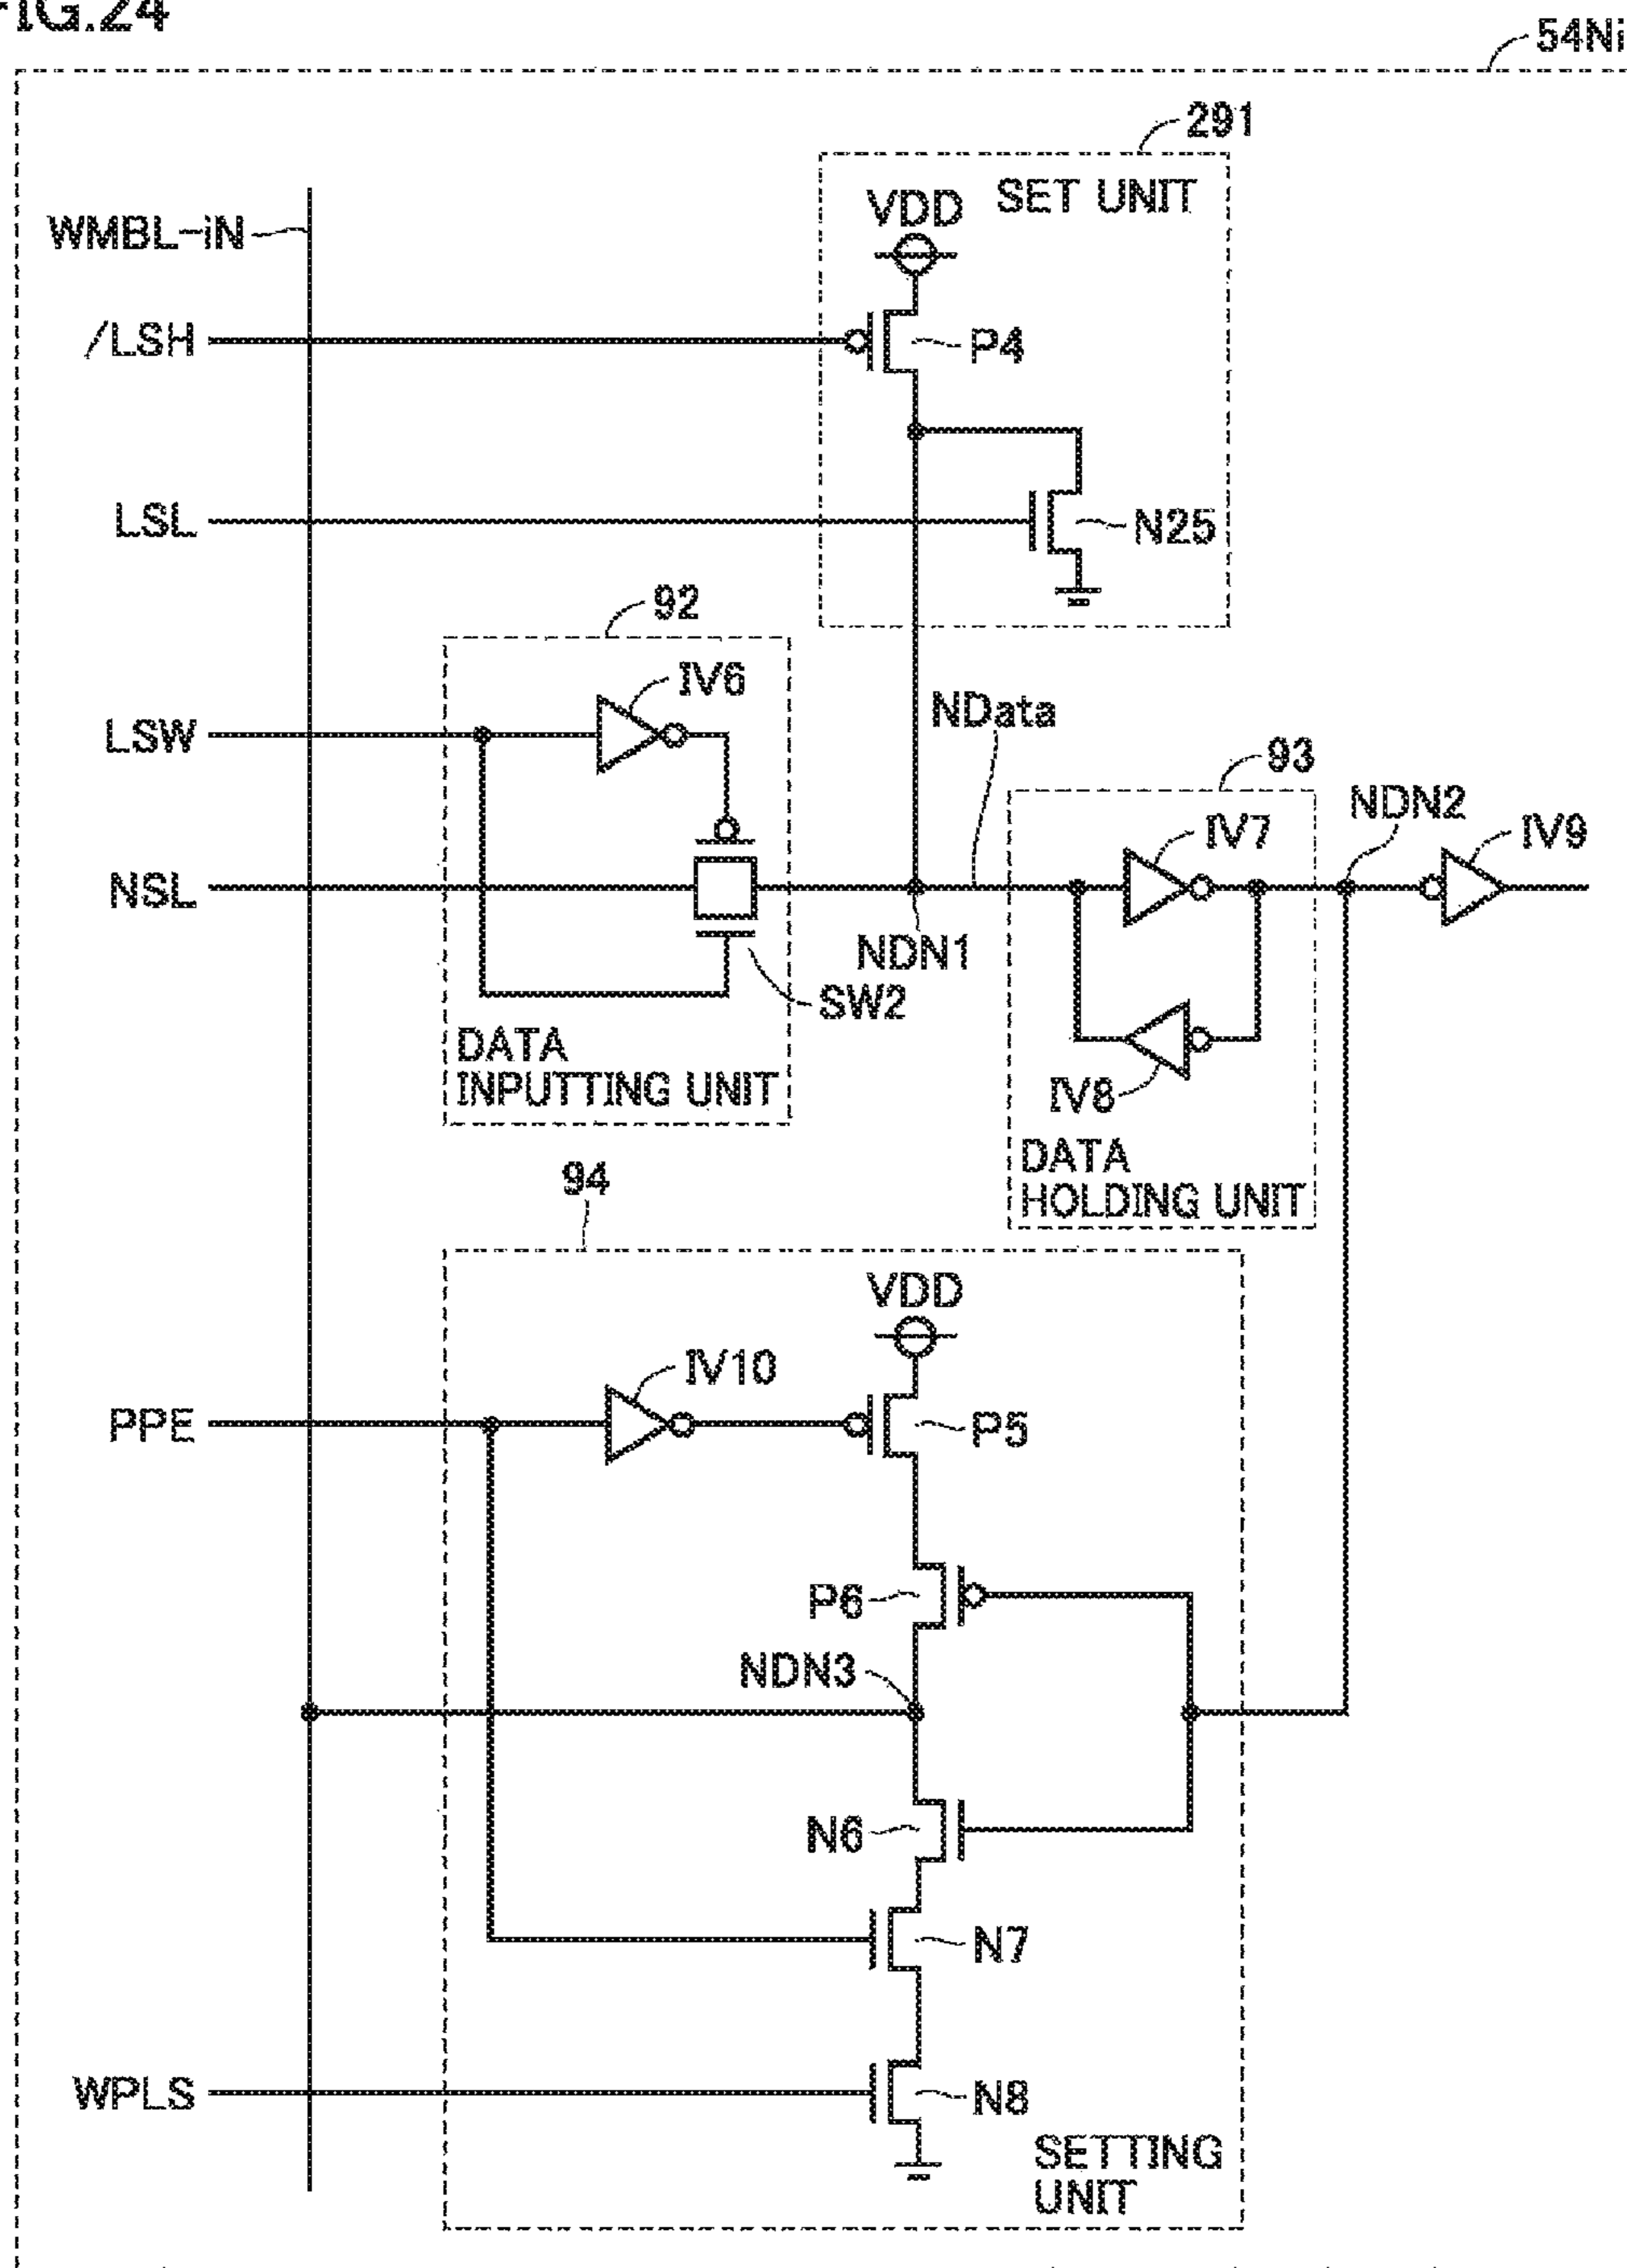 FIG.24
54Ni
291
SET UNIT
VDD
WMBL-iN
/LSH
P4
LSL
N25
92
IV6
LSW
NData
93
NDN2
IV7
IV9
NSL
NDN1
SW2
DATA
INPUTTING UNIT
IV8
DATA
HOLDING UNIT
94
VDD
IV10
PPE
P5
P6
NDN3
N6
N7
WPLS
N8
SETTING
UNIT